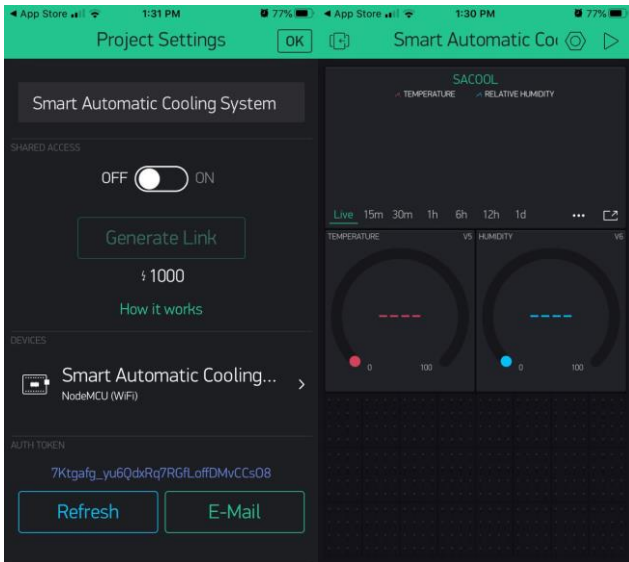 App Store 1:31 PM 77%
Project Settings OK
Smart Automatic Cooling System
SHARED ACCESS
OFF ON
Generate Link
1000
How it works
DEVICES
Smart Automatic Cooling...
NodeMCU (WiFi)
AUTH TOKEN
7Ktgafg_yu6QdxRq7RGfLoffDMvCCsO8
Refresh E-Mail
App Store 1:30 PM 77%
Smart Automatic Co
SACOOL
TEMPERATURE RELATIVE HUMIDITY
Live 15m 30m 1h 6h 12h 1d ...
TEMPERATURE V5 HUMIDITY V6
---- ----
0 100 0 100